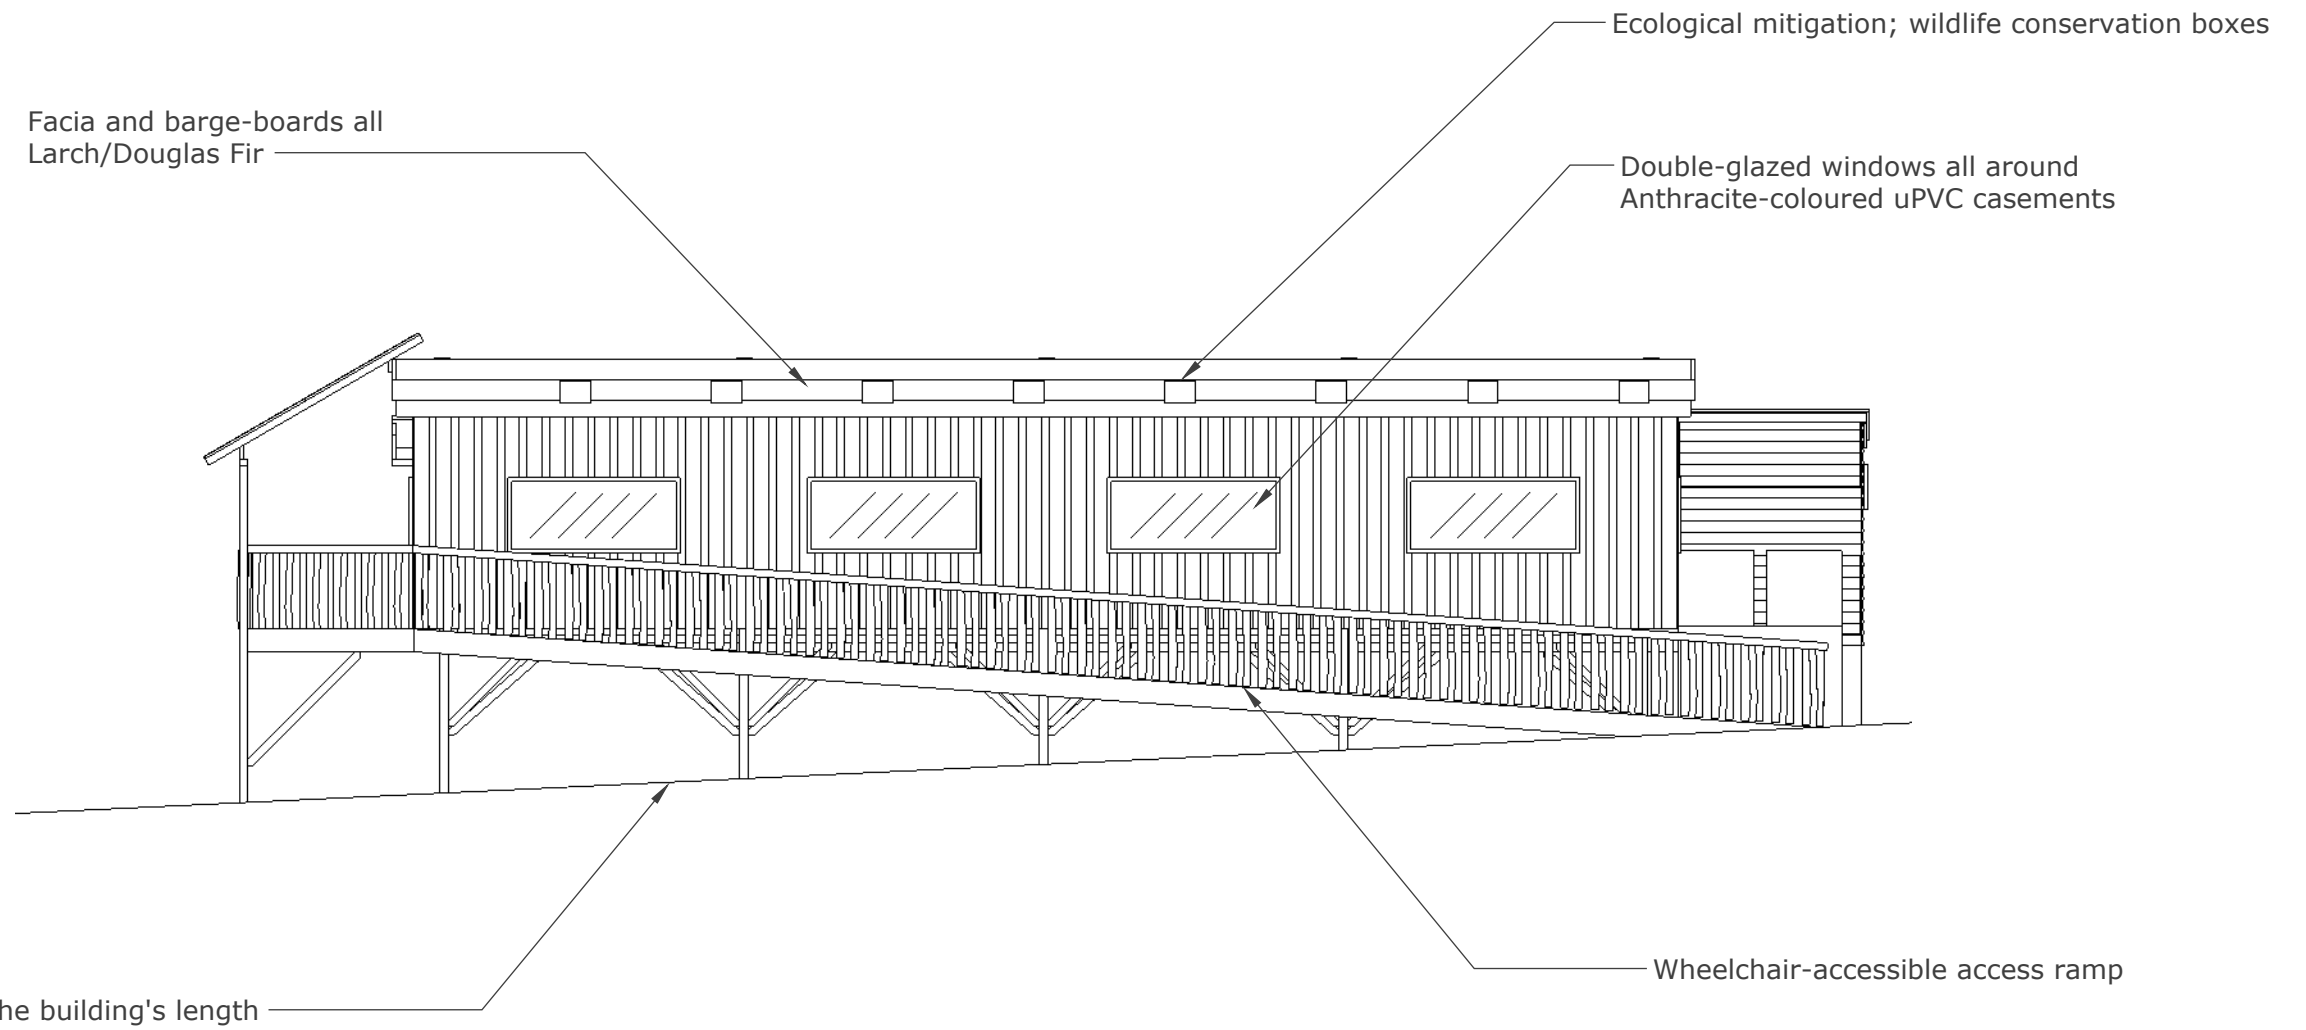 Ecological mitigation; wildlife conservation boxes
Facia and barge-boards all
Larch/Douglas Fir
Double-glazed windows all around
Anthracite-coloured uPVC casements
Wheelchair-accessible access ramp
building's length